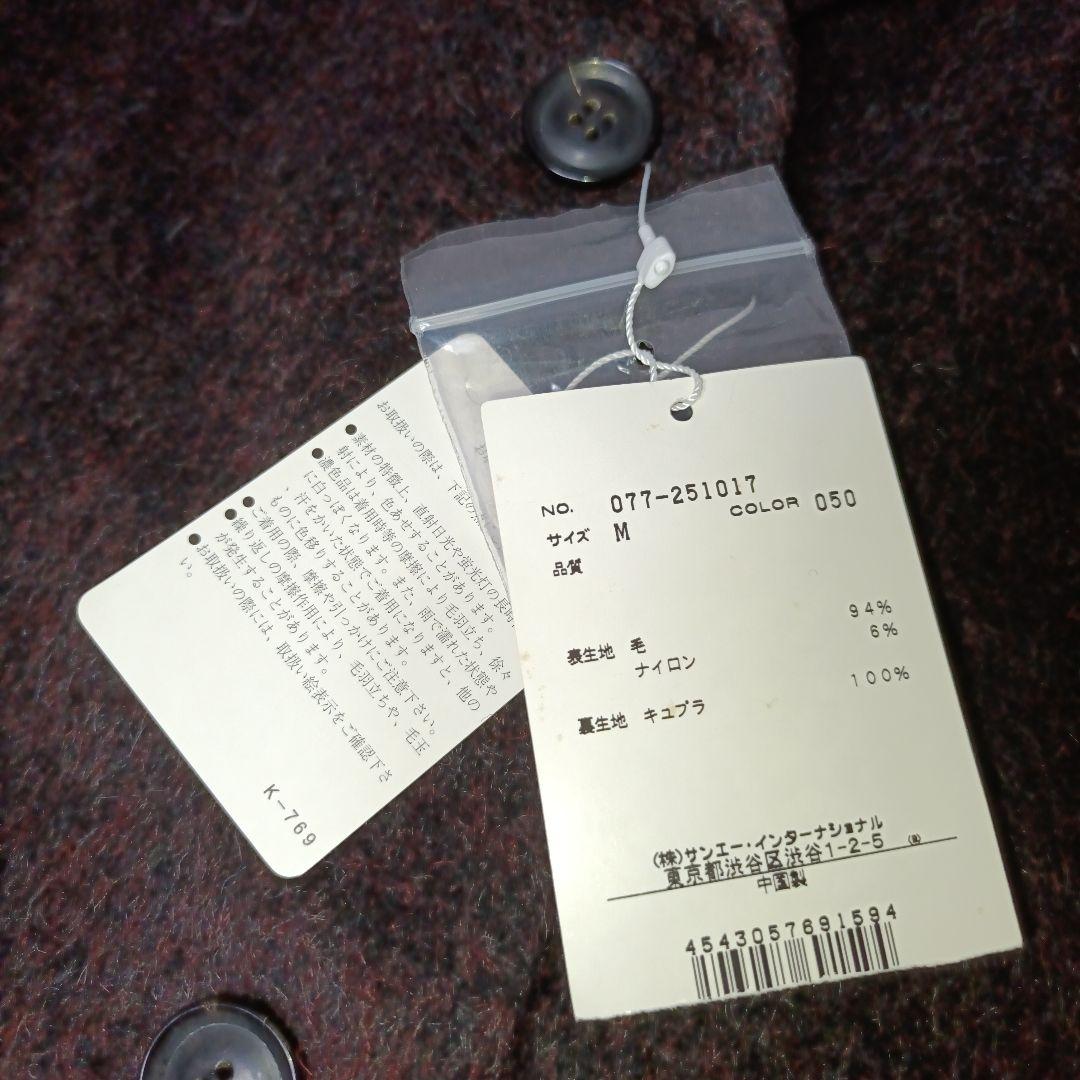 お取扱いの際は、下記の
●素材の特徴上、直射日光や蛍光灯の長時
射により、色あせすることがあります。
●濃色品は着用時等の摩擦により毛羽立ち、徐々
に白っぽくなります。また、雨で濡れた状態や
、汗をかいた状態でご着用になりますと、他の
ものに色移りすることがあります。
●ご着用の際、摩擦や引っかけにご注意下さい。
●繰り返しの摩擦作用により、毛羽立ちや、毛玉
が発生することがあります。
●お取扱いの際には、取扱い絵表示をご確認下さ
い。
K-769
NO. 077-251017
COLOR 050
サイズ M
品質
94%
表生地 毛 6%
ナイロン
100%
裏生地 キュプラ
(株)サンエー・インターナショナル
東京都渋谷区渋谷1-2-5
中国製
4543057691594